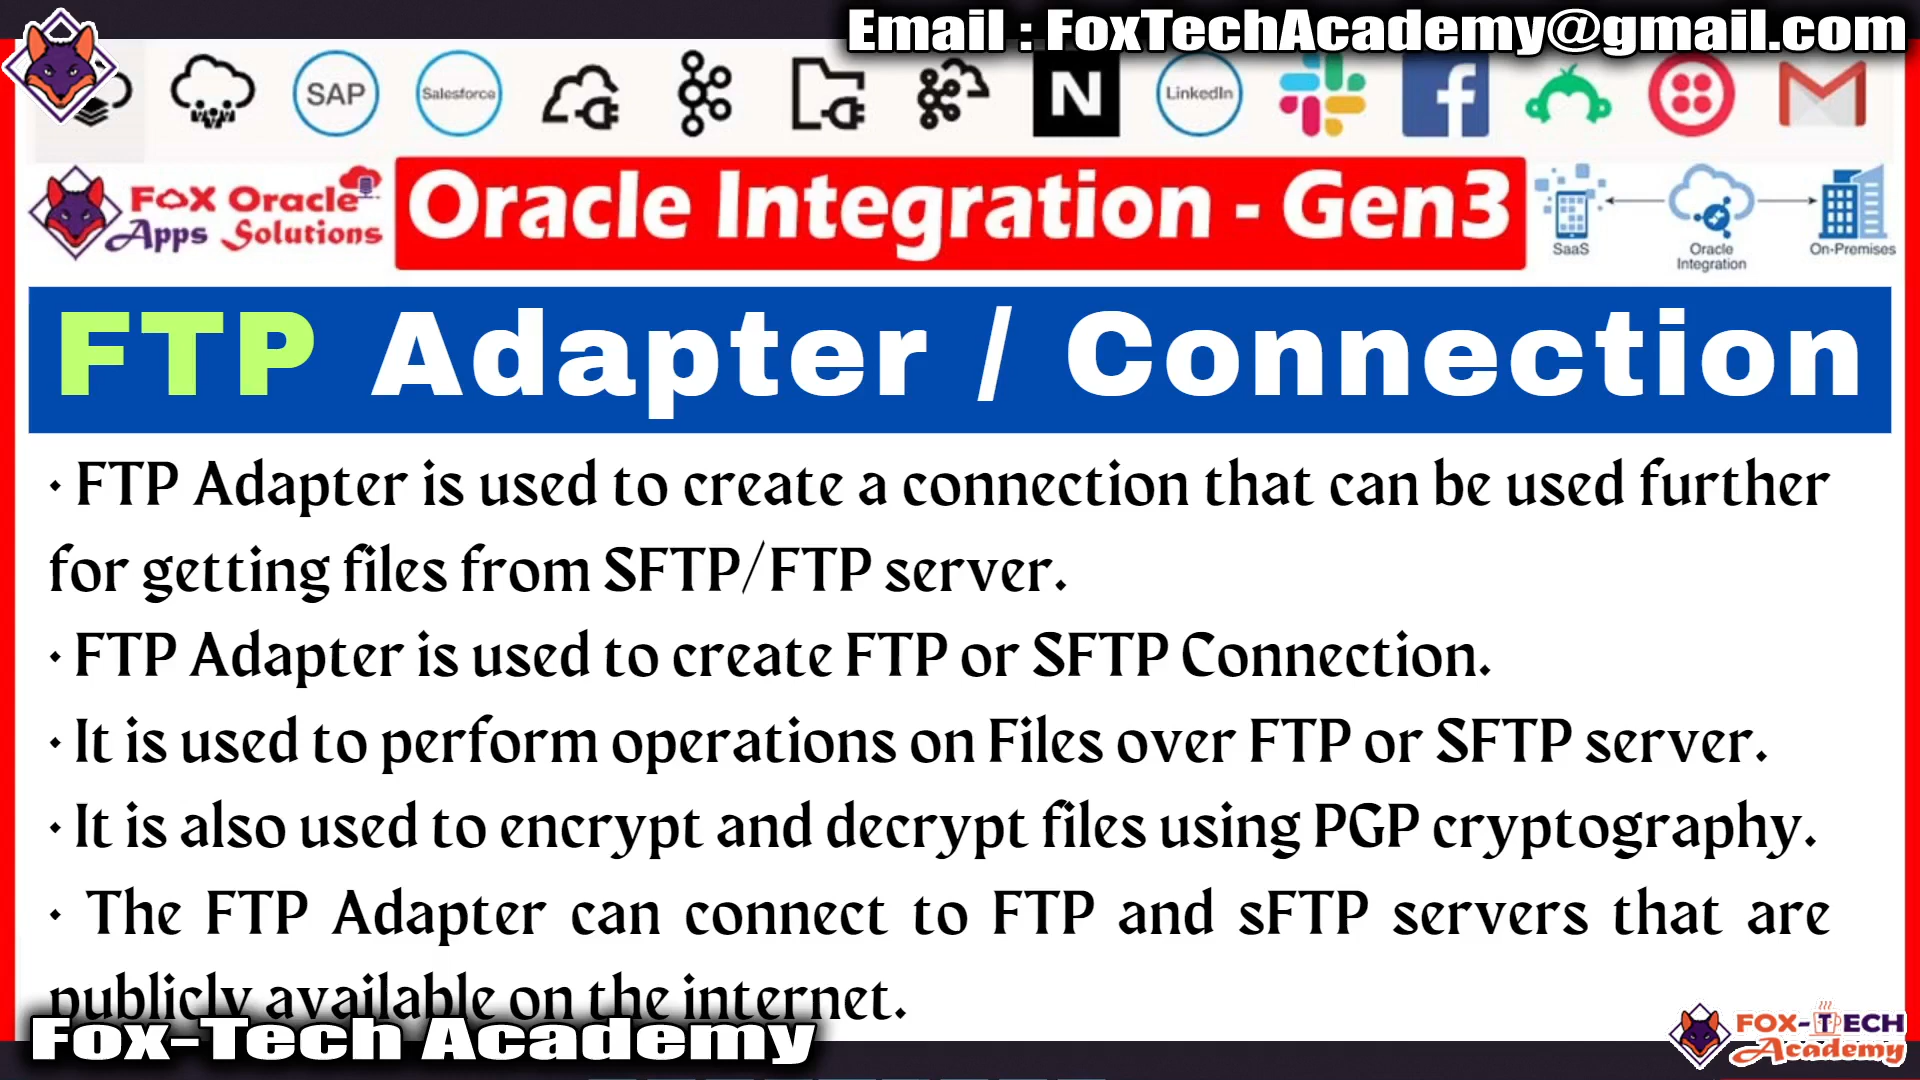 Email : FoxTechAcademy@gmail.com
SAP
Salesforce
N
LinkedIn
f
FoX Oracle
Apps Solutions
Oracle Integration - Gen3
SaaS
Oracle
Integration
On-Premises
FTP Adapter / Connection
· FTP Adapter is used to create a connection that can be used further
for getting files from SFTP/FTP server.
· FTP Adapter is used to create FTP or SFTP Connection.
· It is used to perform operations on Files over FTP or SFTP server.
· It is also used to encrypt and decrypt files using PGP cryptography.
· The FTP Adapter can connect to FTP and sFTP servers that are
publicly available on the internet.
Fox-Tech Academy
FOX-TECH
Academy